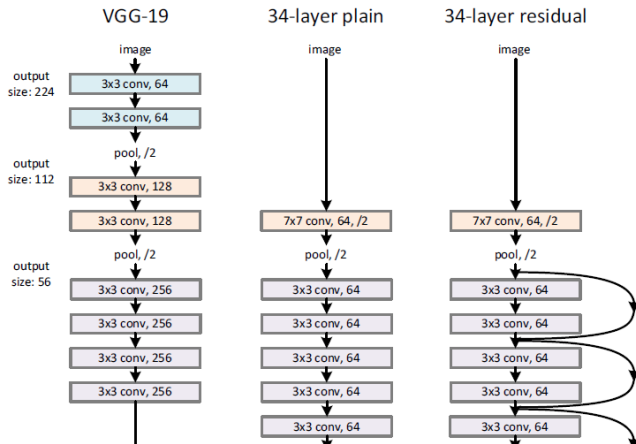 VGG-19
34-layer plain
34-layer residual
image
image
image
output
size: 224
3x3 conv, 64
3x3 conv, 64
pool, /2
output
size: 112
3x3 conv, 128
3x3 conv, 128
7x7 conv, 64, /2
7x7 conv, 64, /2
pool, /2
pool, /2
pool, /2
output
size: 56
3x3 conv, 256
3x3 conv, 64
3x3 conv, 64
3x3 conv, 256
3x3 conv, 64
3x3 conv, 64
3x3 conv, 256
3x3 conv, 64
3x3 conv, 64
3x3 conv, 256
3x3 conv, 64
3x3 conv, 64
3x3 conv, 64
3x3 conv, 64